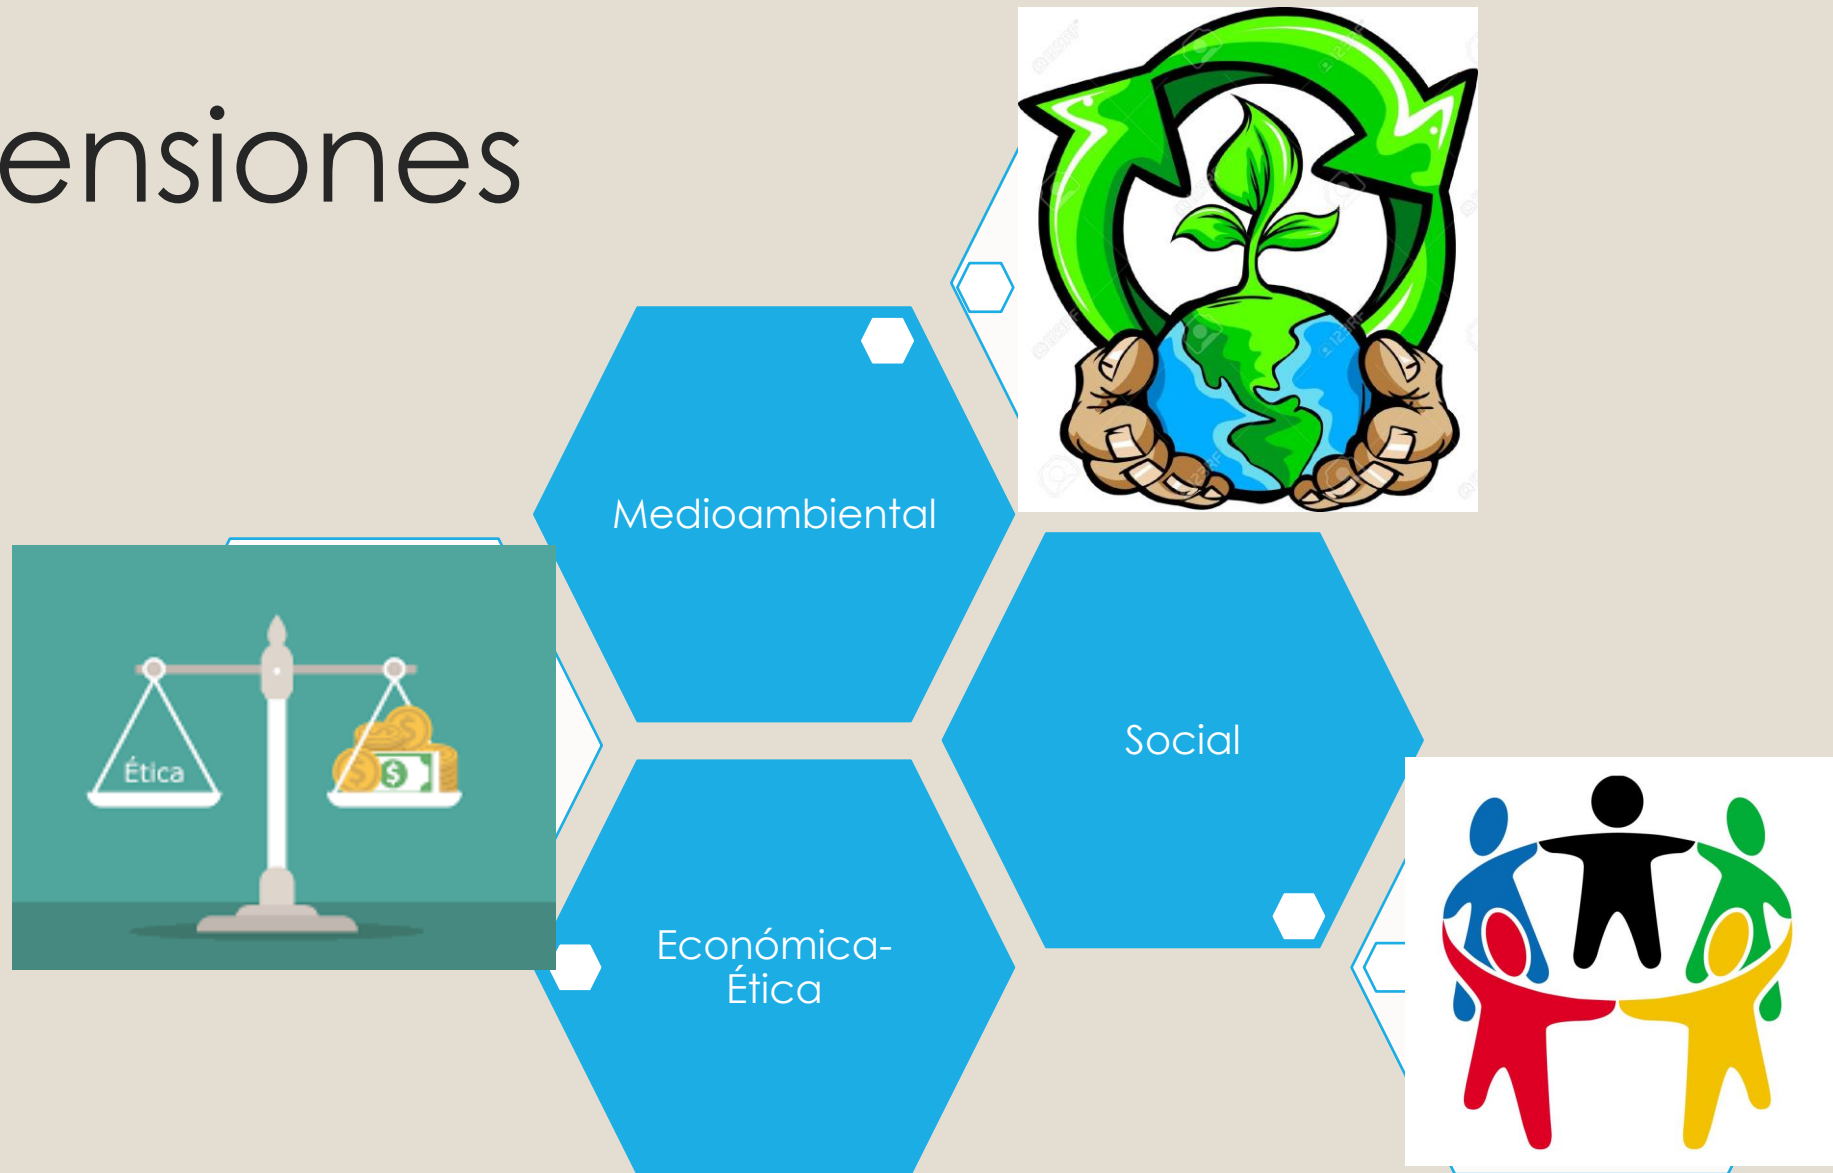 ensiones
Medioambiental
Social
Ética
Económica-
Ética